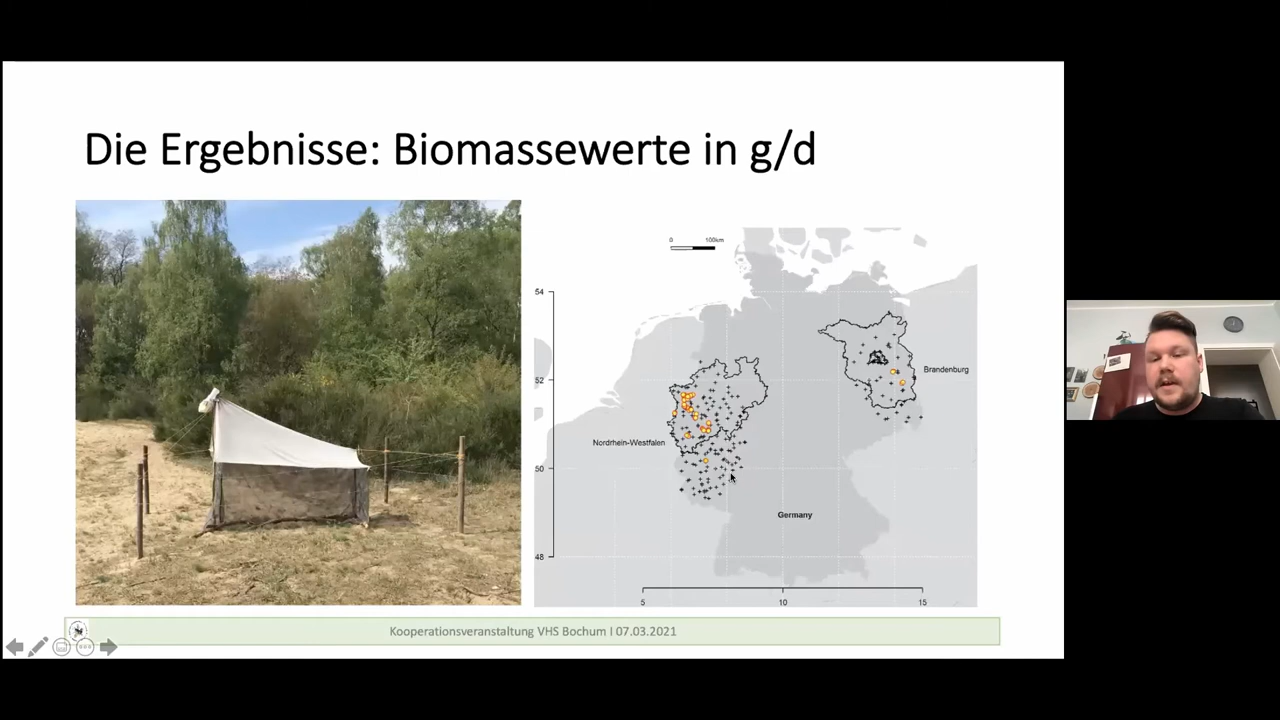 Die Ergebnisse: Biomassewerte in g/d
0 100km
54
52
50
48
Brandenburg
Nordrhein-Westfalen
Germany
5 10 15
Kooperationsveranstaltung VHS Bochum I 07.03.2021